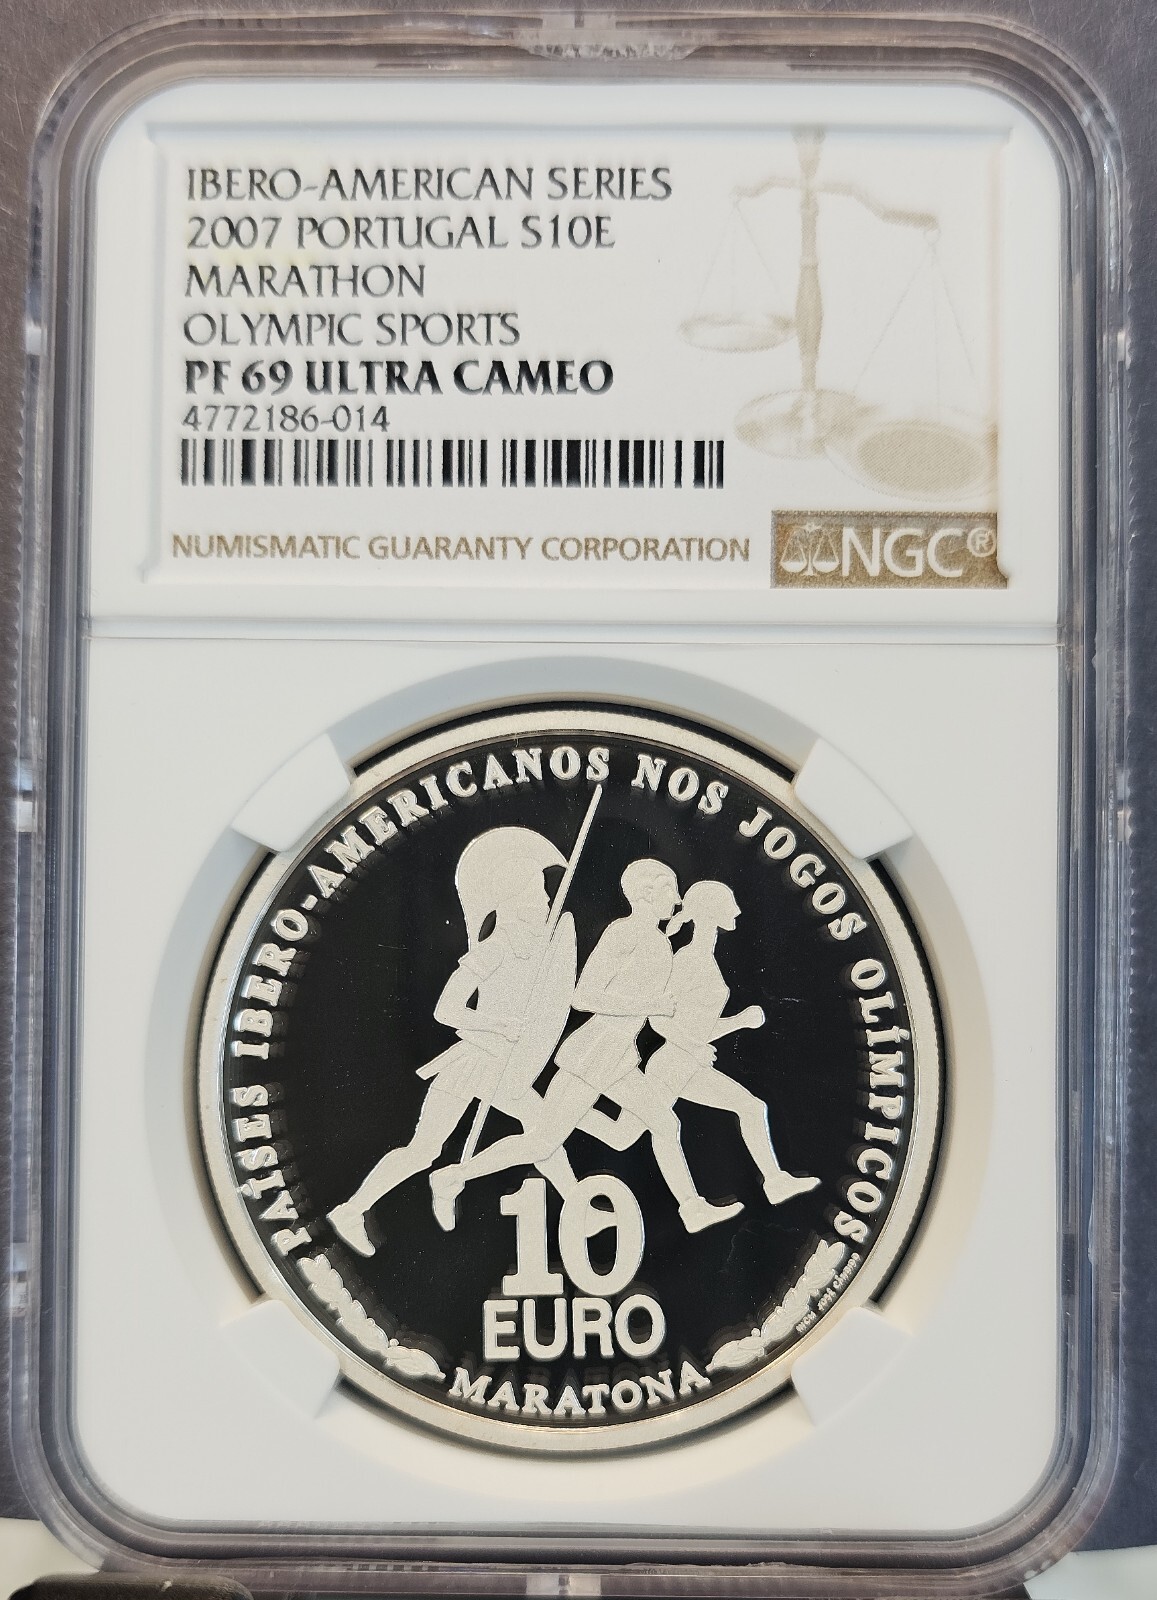 IBERO-AMERICAN SERIES
2007 PORTUGAL S10E
MARATHON
OLYMPIC SPORTS
PF 69 ULTRA CAMEO
4772186-014
NUMISMATIC GUARANTY CORPORATION
NGC®
PAÍSES IBERO-AMERICANOS NOS JOGOS OLÍMPICOS
10
EURO
MARATONA
INCM